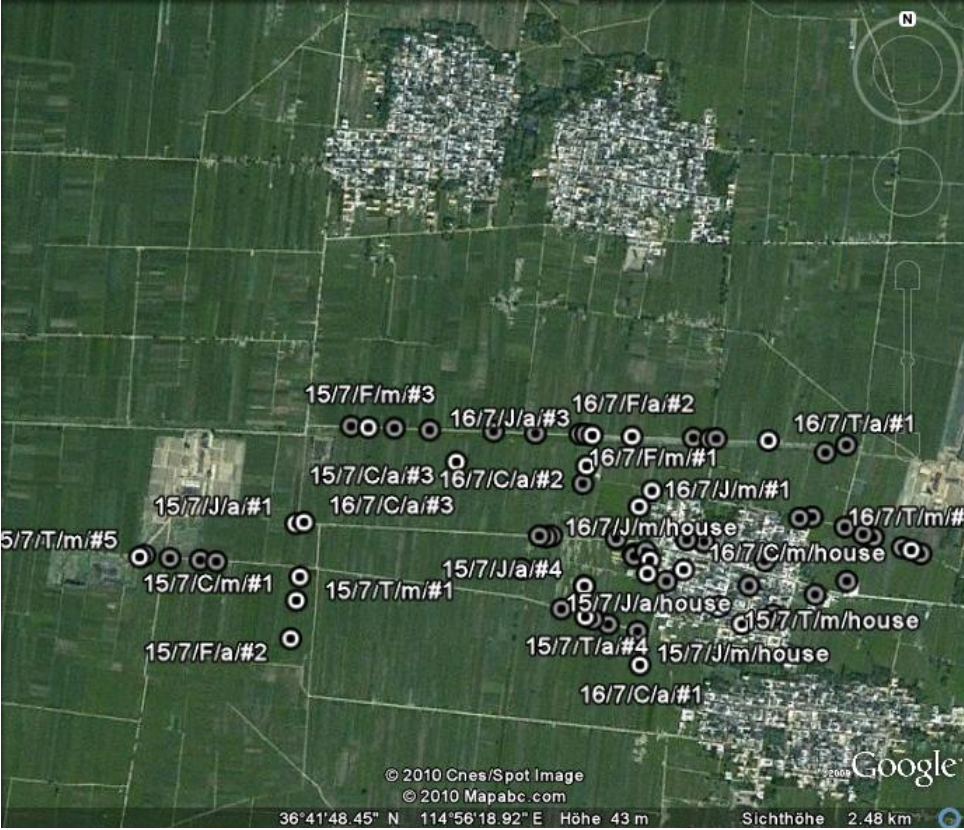 N
15/7/F/m/#3
16/7/J/a/#3
16/7/F/a/#2
16/7/T/a/#1
15/7/C/a/#3
16/7/C/a/#2
16/7/F/m/#1
15/7/J/a/#1
16/7/C/a/#3
16/7/J/m/#1
5/7/T/m/#5
16/7/J/m/house
16/7/T/m/#
15/7/C/m/#1
15/7/T/m/#1
15/7/J/a/#4
16/7/C/m/house
15/7/J/a/house
15/7/T/m/house
15/7/F/a/#2
15/7/T/a/#4
15/7/J/m/house
16/7/C/a/#1
© 2010 Cnes/Spot Image
© 2010 Mapabc.com
©2009 Google
36°41'48.45" N 114°56'18.92" E Höhe 43 m Sichthöhe 2.48 km